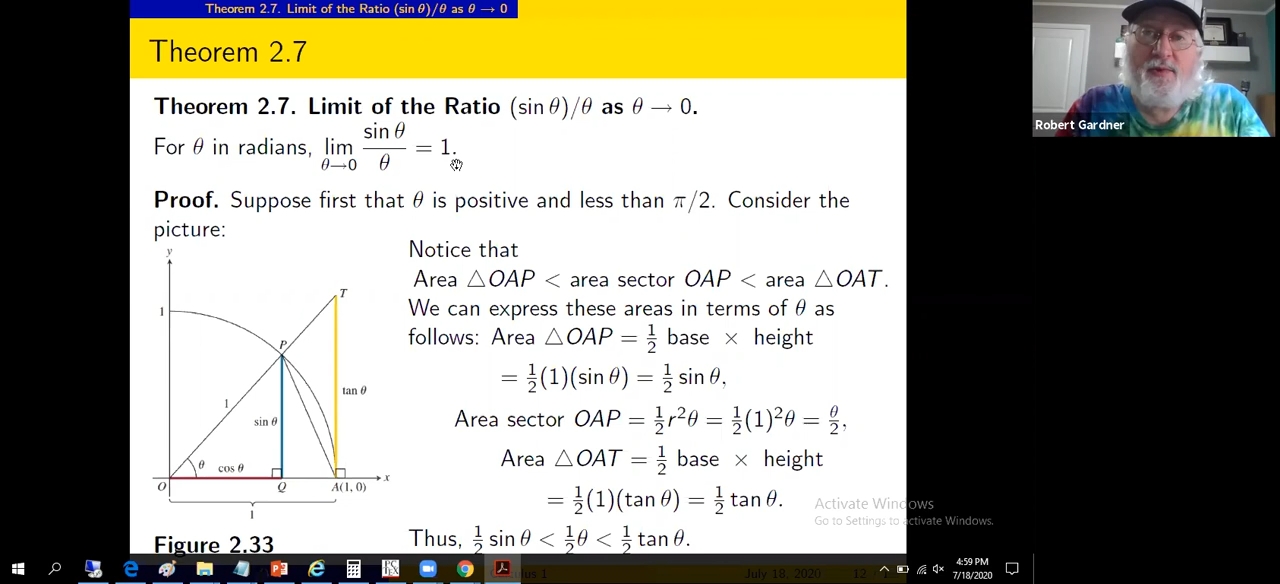 Theorem 2.7. Limit of the Ratio (sin θ)/θ as θ → 0
Theorem 2.7
Theorem 2.7. Limit of the Ratio (sin θ)/θ as θ → 0.
For θ in radians, lim θ→0 sin θ / θ = 1.
Proof. Suppose first that θ is positive and less than π/2. Consider the
picture:
Notice that
Area △OAP < area sector OAP < area △OAT.
We can express these areas in terms of θ as
follows: Area △OAP = 1/2 base × height
= 1/2(1)(sin θ) = 1/2 sin θ,
Area sector OAP = 1/2 r²θ = 1/2(1)²θ = θ/2,
Area △OAT = 1/2 base × height
= 1/2(1)(tan θ) = 1/2 tan θ.
Thus, 1/2 sin θ < 1/2 θ < 1/2 tan θ.
y
T
1
P
tan θ
1
sin θ
θ
cos θ
x
O
Q
A(1, 0)
1
Figure 2.33
Robert Gardner
Activate Windows
Go to Settings to activate Windows.
July 18, 2020
12
4:59 PM
7/18/2020